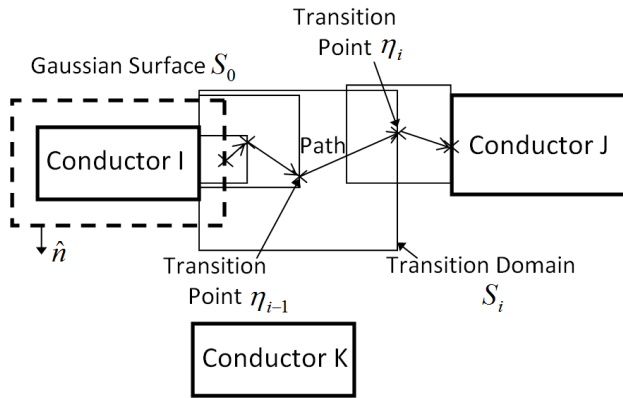 Transition
Point η_i
Gaussian Surface S_0
Conductor I
Path
Conductor J
n̂
Transition
Point η_{i-1}
Transition Domain
S_i
Conductor K